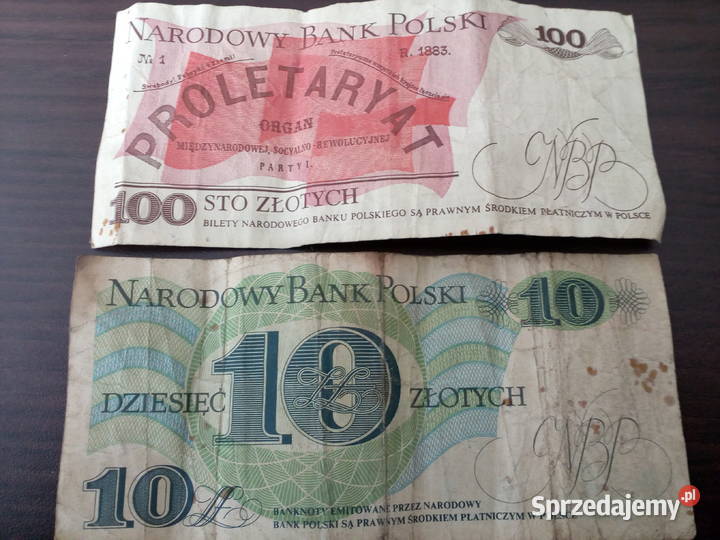 NARODOWY BANK POLSKI
100
№ 1
R. 1883.
PROLETARYAT
ORGAN
MIĘDZYNARODOWEJ, SOCYALNO-REWOLUCYJNEJ
PARTYI.
NBP
100 STO ZŁOTYCH
BILETY NARODOWEGO BANKU POLSKIEGO SĄ PRAWNYM ŚRODKIEM PŁATNICZYM W POLSCE
NARODOWY BANK POLSKI
10
10
DZIESIĘĆ ZŁOTYCH
NBP
10 ZŁ
BANKNOTY EMITOWANE PRZEZ NARODOWY
BANK POLSKI SĄ PRAWNYM ŚRODKIEM PŁATNICZYM W POLSCE
Sprzedajemy.pl